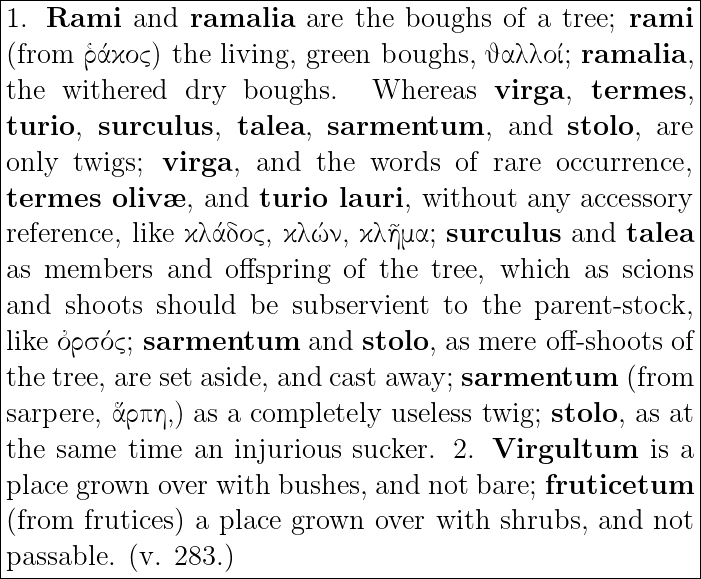 1. Rami and ramalia are the boughs of a tree; rami
(from ῥάκος) the living, green boughs, ϑαλλοί; ramalia,
the withered dry boughs. Whereas virga, termes,
turio, surculus, talea, sarmentum, and stolo, are
only twigs; virga, and the words of rare occurrence,
termes olivæ, and turio lauri, without any accessory
reference, like κλάδος, κλών, κλῆμα; surculus and talea
as members and offspring of the tree, which as scions
and shoots should be subservient to the parent-stock,
like ὀρσός; sarmentum and stolo, as mere off-shoots of
the tree, are set aside, and cast away; sarmentum (from
sarpere, ἅρπη,) as a completely useless twig; stolo, as at
the same time an injurious sucker. 2. Virgultum is a
place grown over with bushes, and not bare; fruticetum
(from frutices) a place grown over with shrubs, and not
passable. (v. 283.)